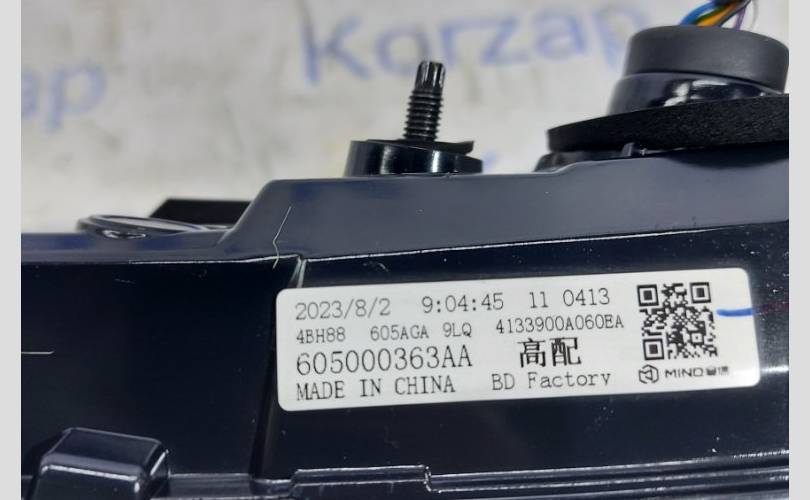 Korzap
zap
2023/8/2 9:04:45 11 0413
4BH88 605AGA 9LQ 4133900A060EA
605000363AA 高配
MADE IN CHINA BD Factory
MIND